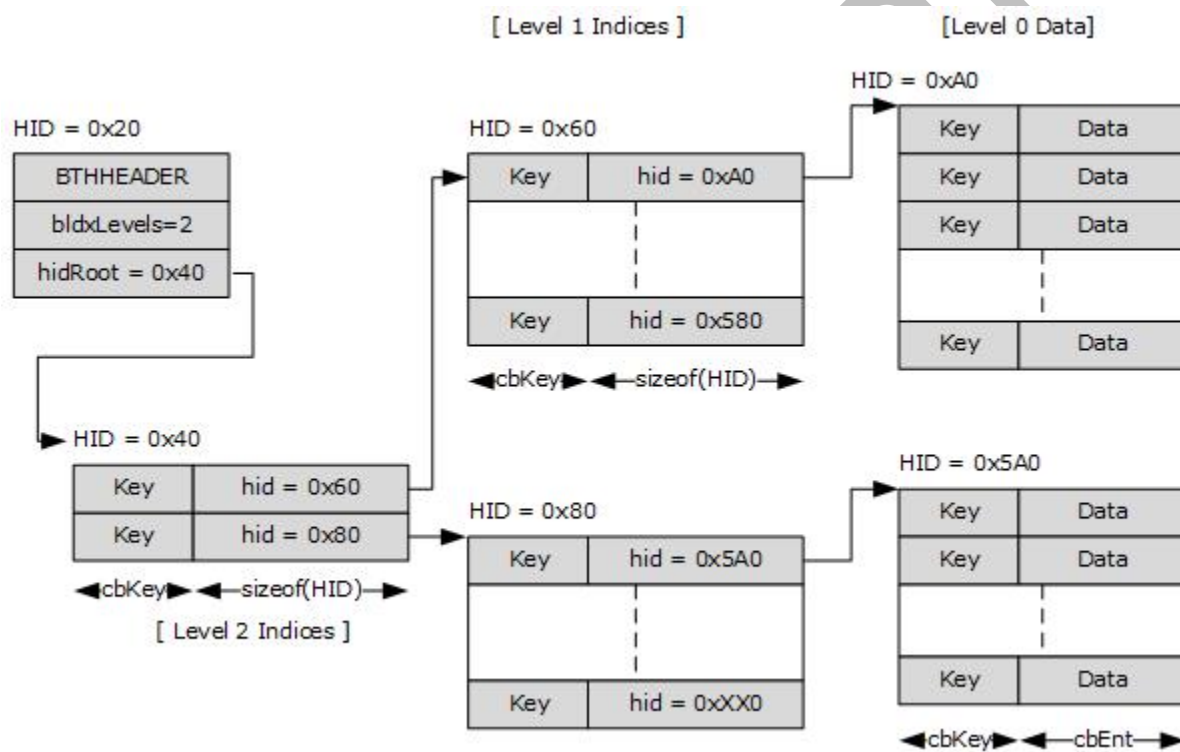 [ Level 1 Indices ]
[Level 0 Data]
HID = 0xA0
Key Data
Key Data
Key Data
Key Data
HID = 0x20
BTHHEADER
bldxLevels=2
hidRoot = 0x40
HID = 0x60
Key hid = 0xA0
Key hid = 0x580
cbKey sizeof(HID)
HID = 0x40
Key hid = 0x60
Key hid = 0x80
cbKey sizeof(HID)
[ Level 2 Indices ]
HID = 0x80
Key hid = 0x5A0
Key hid = 0xXX0
HID = 0x5A0
Key Data
Key Data
Key Data
cbKey cbEnt